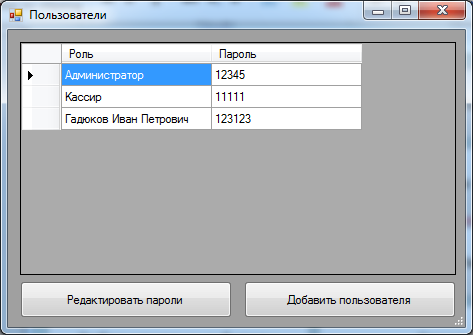 Пользователи
Роль Пароль
Администратор 12345
Кассир 11111
Гадюков Иван Петрович 123123
Редактировать пароли Добавить пользователя